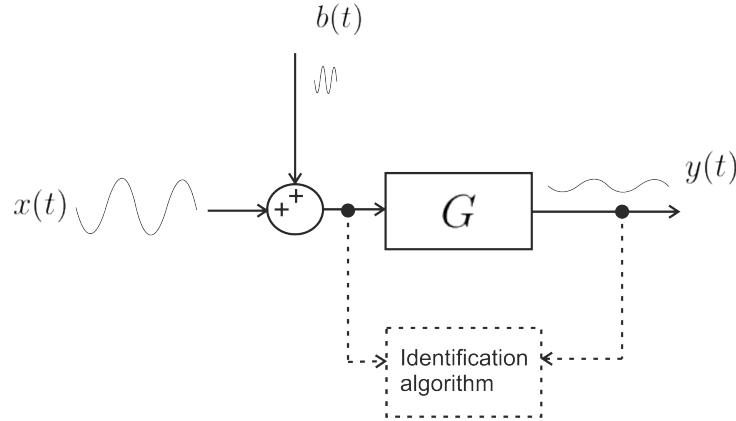 b(t)
x(t)
+
+
G
y(t)
Identification
algorithm